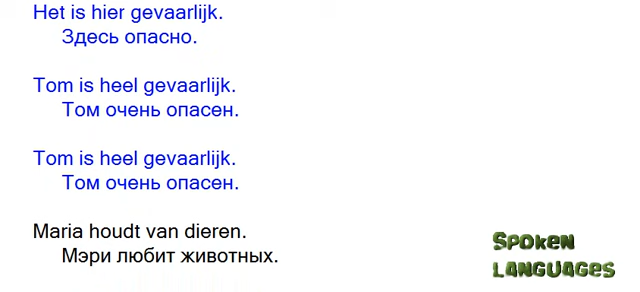 Het is hier gevaarlijk.
Здесь опасно.
Tom is heel gevaarlijk.
Том очень опасен.
Tom is heel gevaarlijk.
Том очень опасен.
Maria houdt van dieren.
Мэри любит животных.
Spoken
Languages